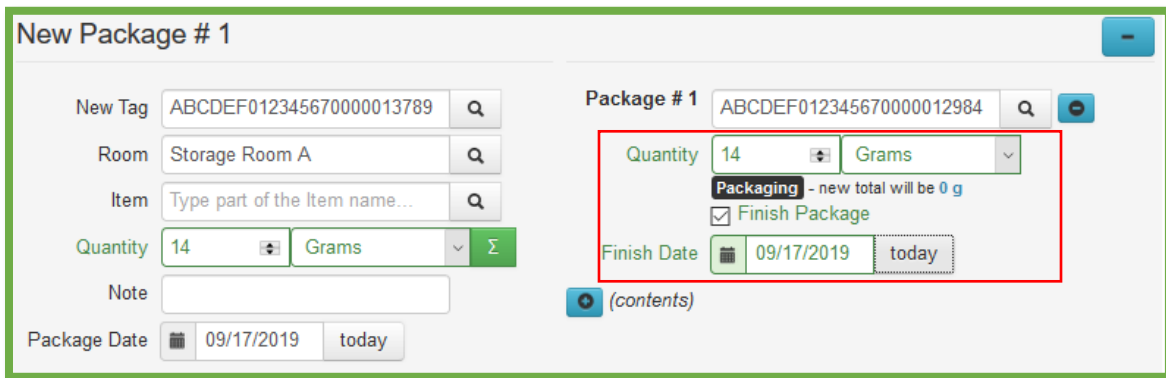 New Package # 1
New Tag ABCDEF012345670000013789
Room Storage Room A
Item Type part of the Item name...
Quantity 14 Grams Σ
Note
Package Date 09/17/2019 today
Package # 1 ABCDEF012345670000012984
Quantity 14 Grams
Packaging - new total will be 0 g
Finish Package
Finish Date 09/17/2019 today
(contents)